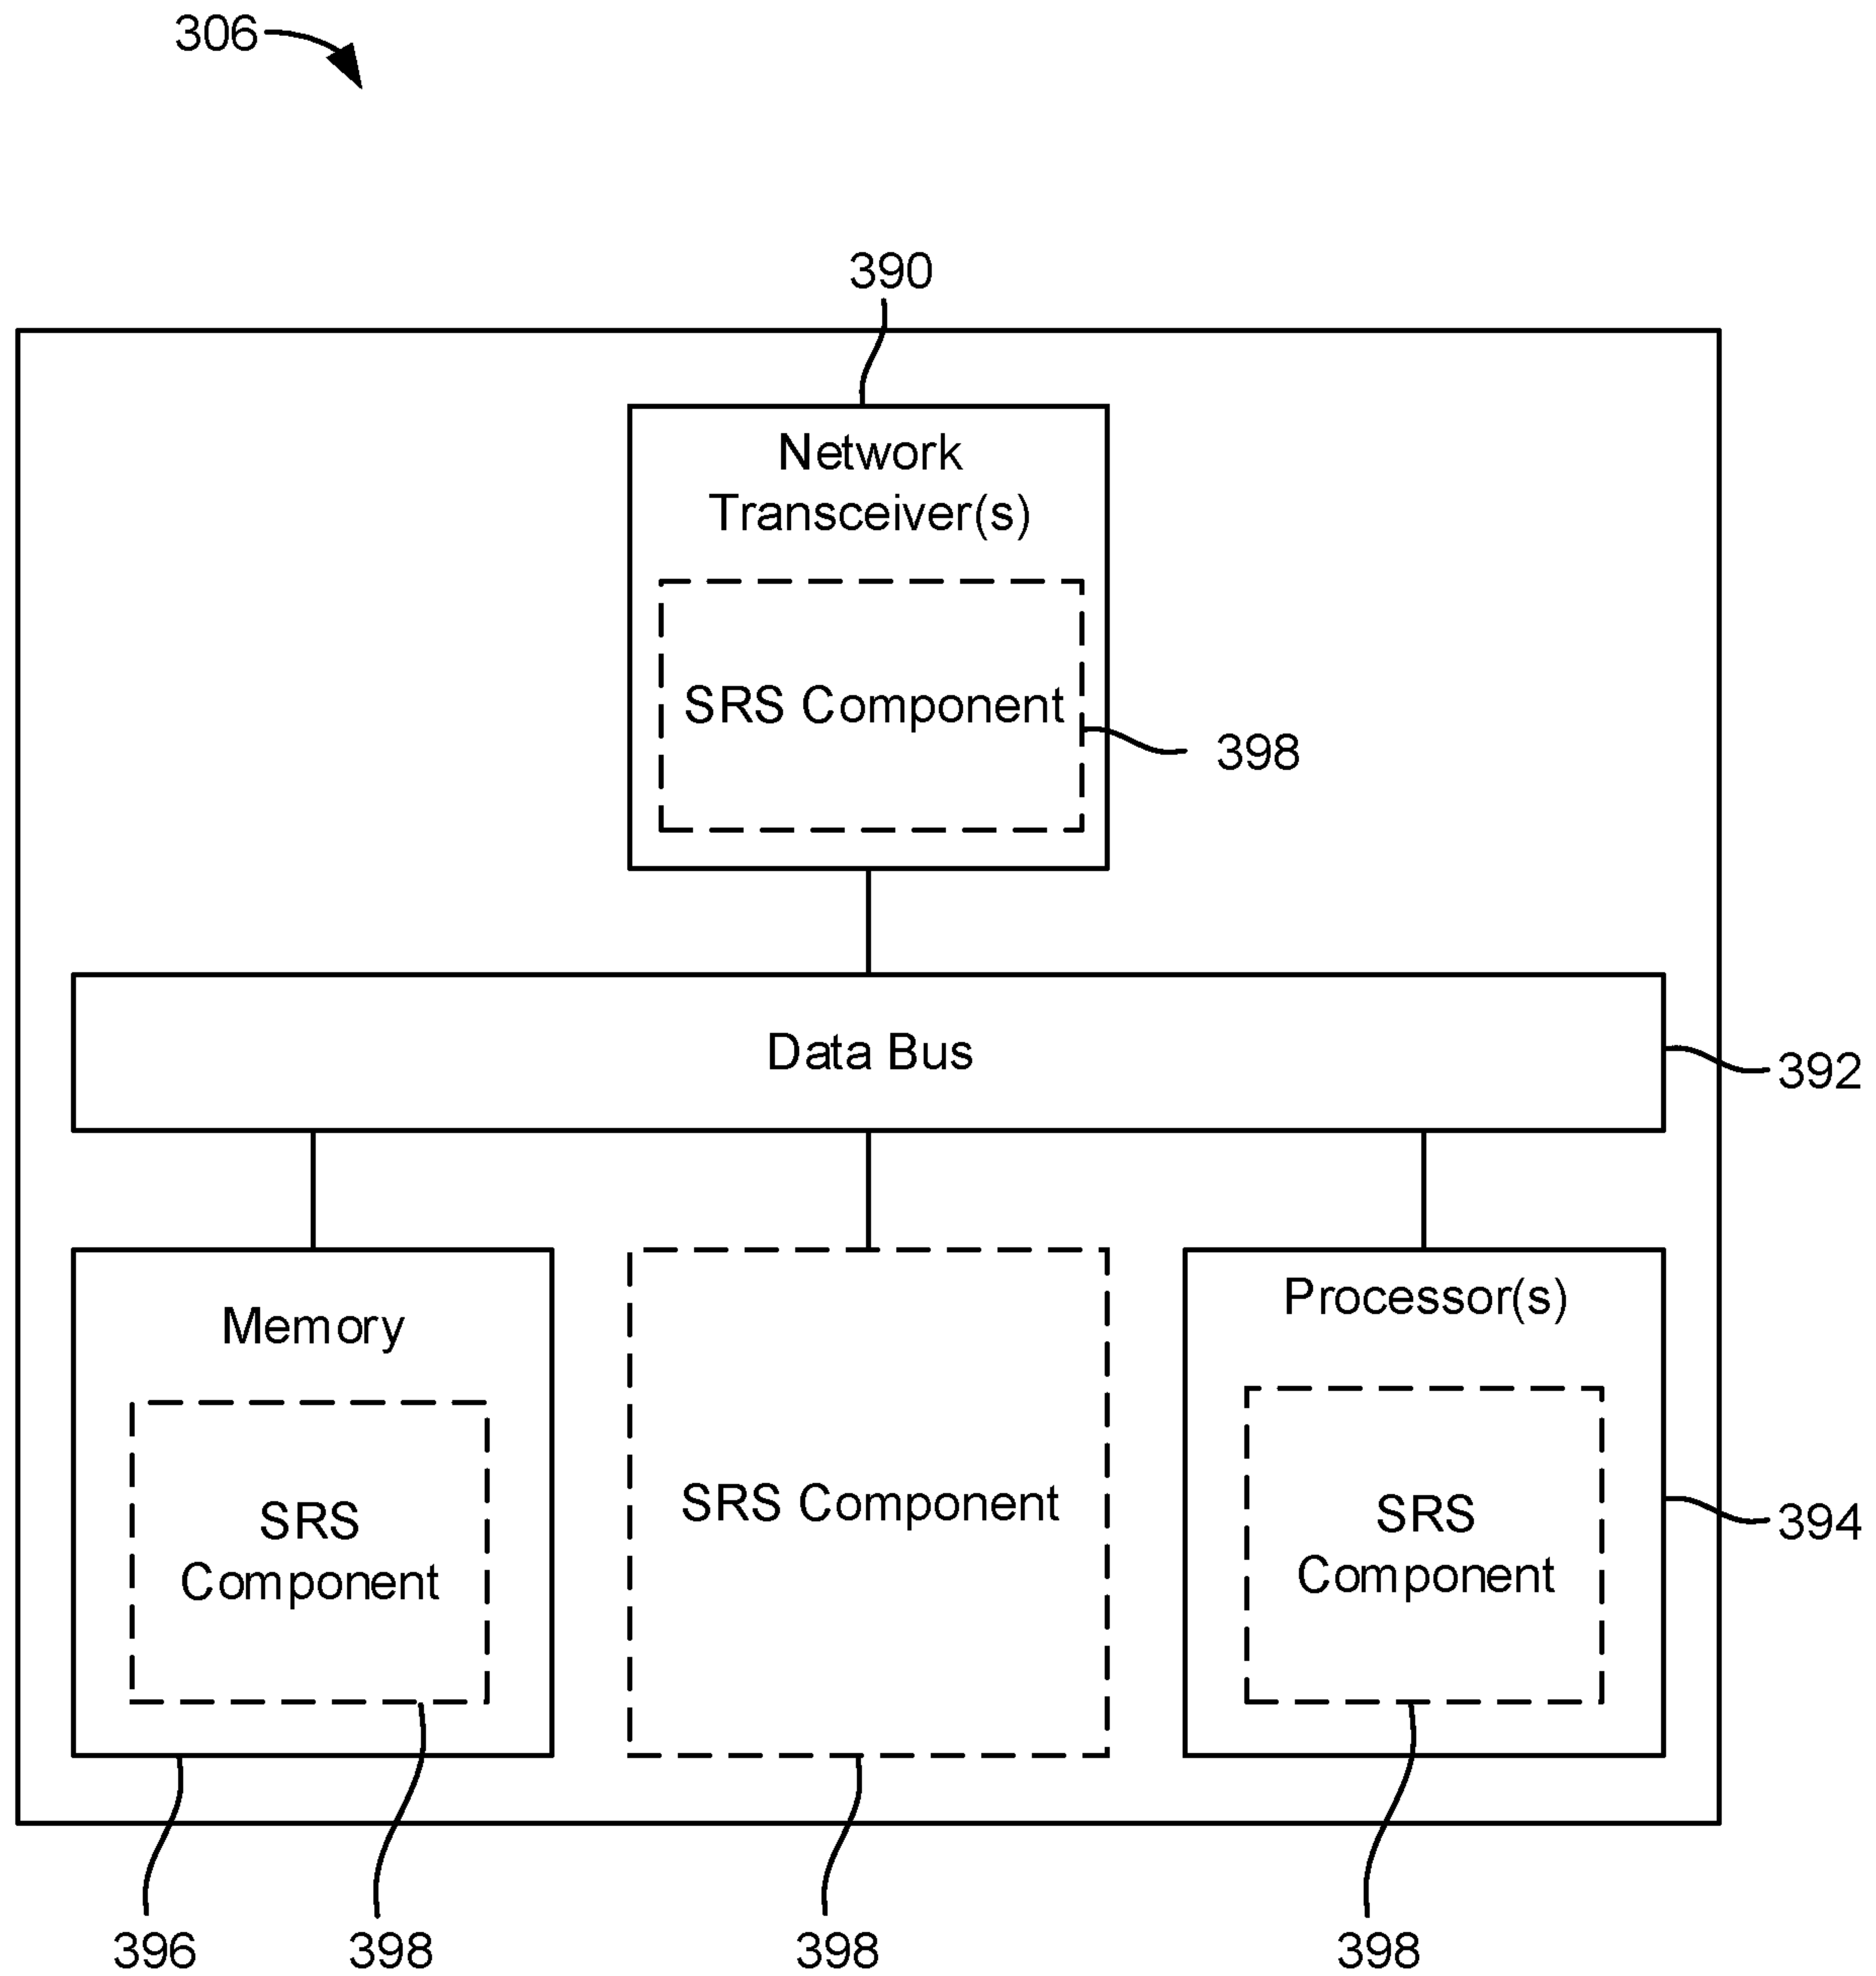 306
390
Network
Transceiver(s)
SRS Component
398
Data Bus
392
Memory
SRS
Component
SRS Component
Processor(s)
SRS
Component
394
396
398
398
398